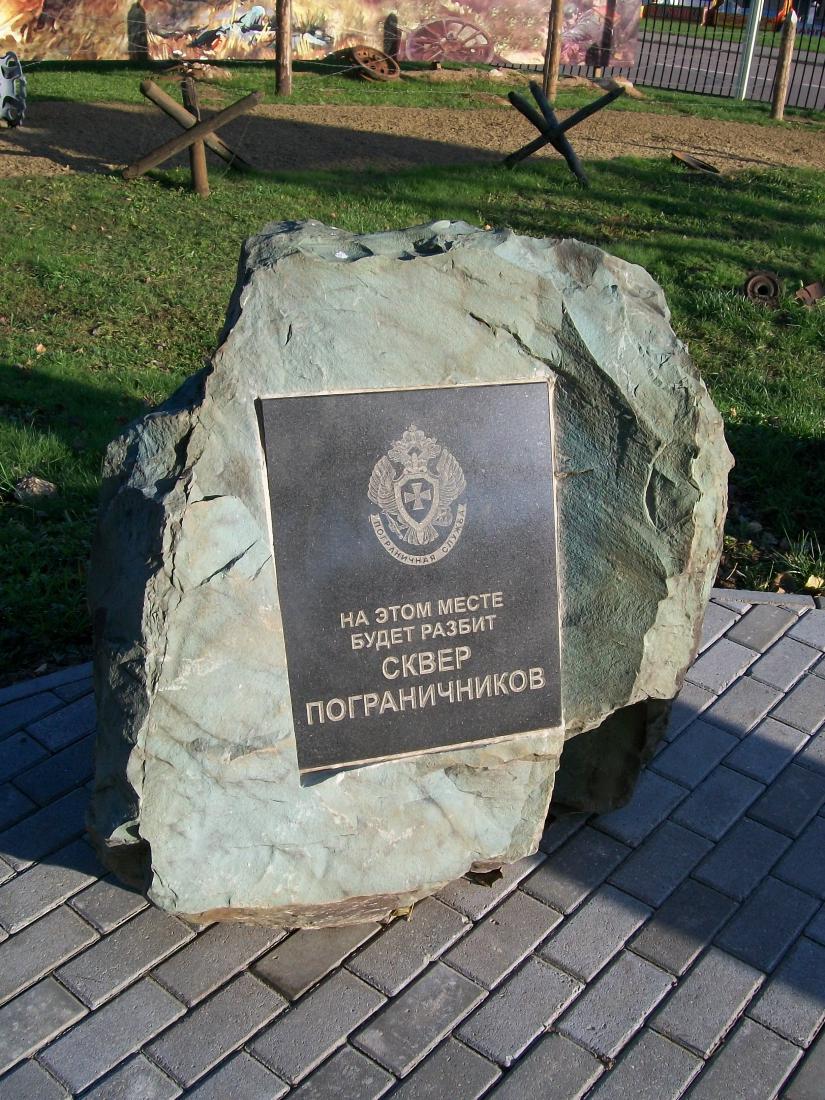 ПОГРАНИЧНАЯ СЛУЖБА
НА ЭТОМ МЕСТЕ
БУДЕТ РАЗБИТ
СКВЕР
ПОГРАНИЧНИКОВ